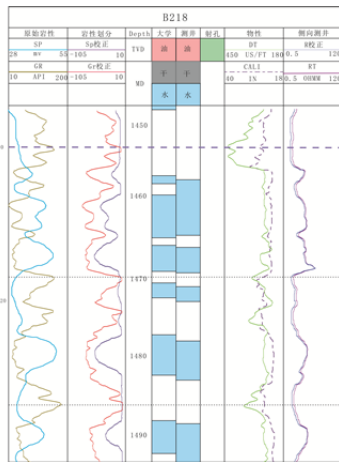 B218
原始岩性 岩性划分 Depth 大学 测井 射孔 物性 侧向测井
SP Sp校正 TVD 油 油 DT R校正
28 mv 55 -105 10 450 US/FT 180 0.5 120
GR Gr校正 MD 干 干 CALI RT
10 API 200 -105 10 水 水 40 IN 18 0.5 OHMM 120
1450
1460
1470
1480
1490